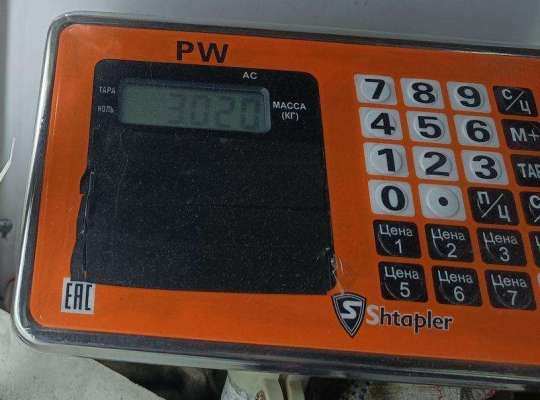 PW
AC
ТАРА
НОЛЬ
3.020
МАССА
(КГ)
7 8 9 С/Ц
4 5 6 М+
1 2 3 ТАР
0 • П/Ц
Цена 1 Цена 2 Цена 3
Цена 5 Цена 6 Цена 7
EAC
S Shtapler